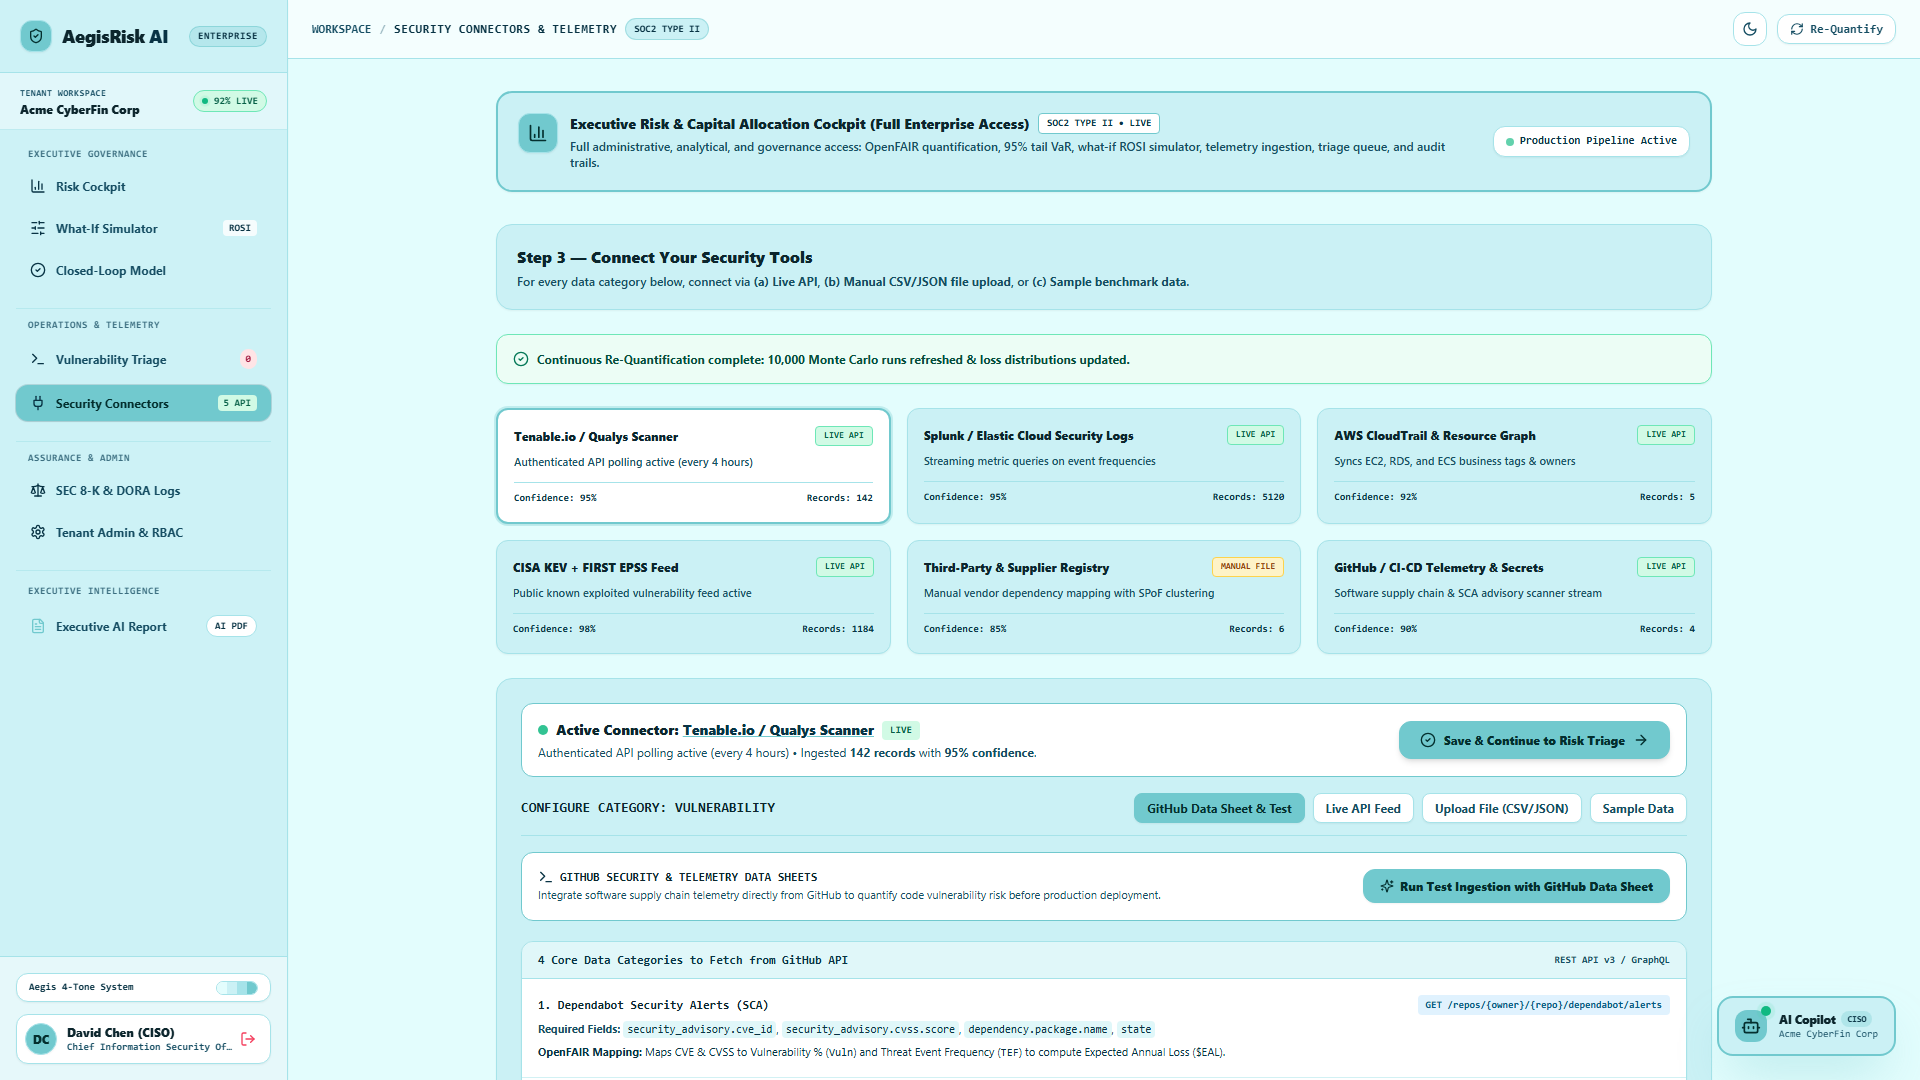 AegisRisk AI
ENTERPRISE
TENANT WORKSPACE
Acme CyberFin Corp
92% LIVE
EXECUTIVE GOVERNANCE
Risk Cockpit
What-If Simulator
ROSI
Closed-Loop Model
OPERATIONS & TELEMETRY
Vulnerability Triage
0
Security Connectors
5 API
ASSURANCE & ADMIN
SEC 8-K & DORA Logs
Tenant Admin & RBAC
EXECUTIVE INTELLIGENCE
Executive AI Report
AI PDF
Aegis 4-Tone System
DC
David Chen (CISO)
Chief Information Security Of…
WORKSPACE / SECURITY CONNECTORS & TELEMETRY
SOC2 TYPE II
Re-Quantify
Executive Risk & Capital Allocation Cockpit (Full Enterprise Access)
SOC2 TYPE II • LIVE
Full administrative, analytical, and governance access: OpenFAIR quantification, 95% tail VaR, what-if ROSI simulator, telemetry ingestion, triage queue, and audit
trails.
Production Pipeline Active
Step 3 — Connect Your Security Tools
For every data category below, connect via (a) Live API, (b) Manual CSV/JSON file upload, or (c) Sample benchmark data.
Continuous Re-Quantification complete: 10,000 Monte Carlo runs refreshed & loss distributions updated.
Tenable.io / Qualys Scanner
LIVE API
Authenticated API polling active (every 4 hours)
Confidence: 95%
Records: 142
Splunk / Elastic Cloud Security Logs
LIVE API
Streaming metric queries on event frequencies
Confidence: 95%
Records: 5120
AWS CloudTrail & Resource Graph
LIVE API
Syncs EC2, RDS, and ECS business tags & owners
Confidence: 92%
Records: 5
CISA KEV + FIRST EPSS Feed
LIVE API
Public known exploited vulnerability feed active
Confidence: 98%
Records: 1184
Third-Party & Supplier Registry
MANUAL FILE
Manual vendor dependency mapping with SPoF clustering
Confidence: 85%
Records: 6
GitHub / CI-CD Telemetry & Secrets
LIVE API
Software supply chain & SCA advisory scanner stream
Confidence: 90%
Records: 4
Active Connector: Tenable.io / Qualys Scanner
LIVE
Authenticated API polling active (every 4 hours) • Ingested 142 records with 95% confidence.
Save & Continue to Risk Triage
CONFIGURE CATEGORY: VULNERABILITY
GitHub Data Sheet & Test
Live API Feed
Upload File (CSV/JSON)
Sample Data
GITHUB SECURITY & TELEMETRY DATA SHEETS
Integrate software supply chain telemetry directly from GitHub to quantify code vulnerability risk before production deployment.
Run Test Ingestion with GitHub Data Sheet
4 Core Data Categories to Fetch from GitHub API
REST API v3 / GraphQL
1. Dependabot Security Alerts (SCA)
GET /repos/{owner}/{repo}/dependabot/alerts
Required Fields: security_advisory.cve_id, security_advisory.cvss.score, dependency.package.name, state
OpenFAIR Mapping: Maps CVE & CVSS to Vulnerability % (Vuln) and Threat Event Frequency (TEF) to compute Expected Annual Loss ($EAL).
AI Copilot
CISO
Acme CyberFin Corp